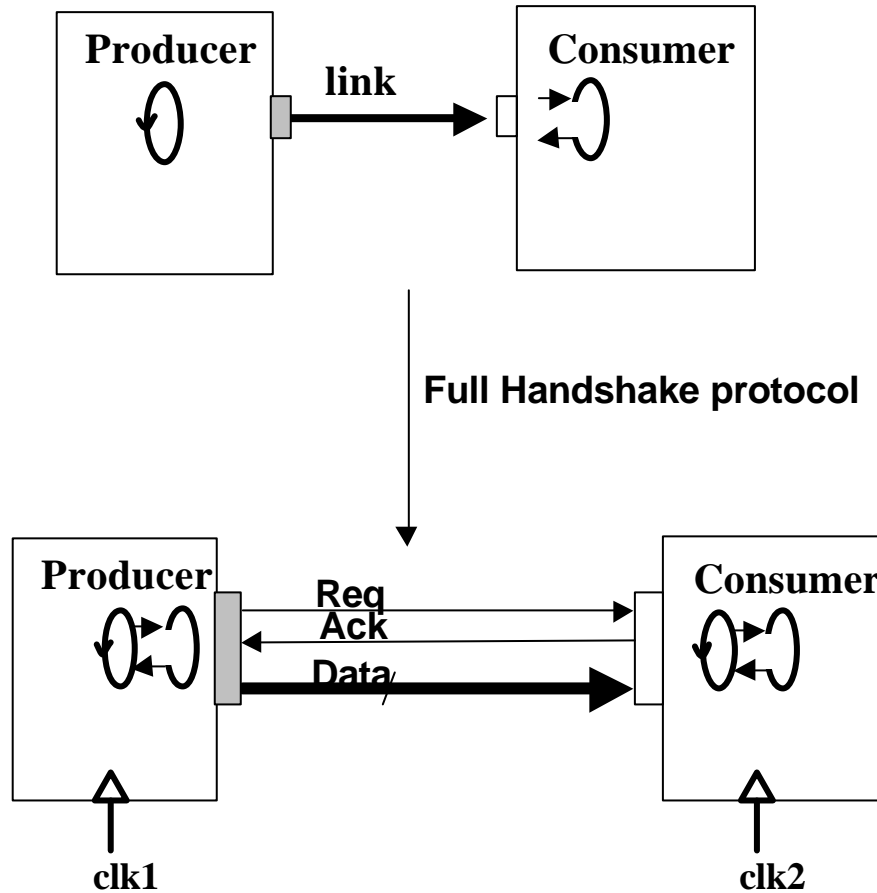 Producer
Consumer
link
Full Handshake protocol
Producer
Req
Ack
Data
Consumer
clk1
clk2